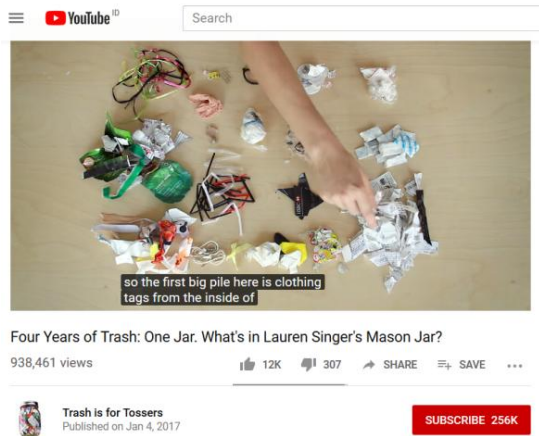 YouTube ID
Search
so the first big pile here is clothing
tags from the inside of
Four Years of Trash: One Jar. What's in Lauren Singer's Mason Jar?
938,461 views
12K
307
SHARE
SAVE
Trash is for Tossers
Published on Jan 4, 2017
SUBSCRIBE 256K